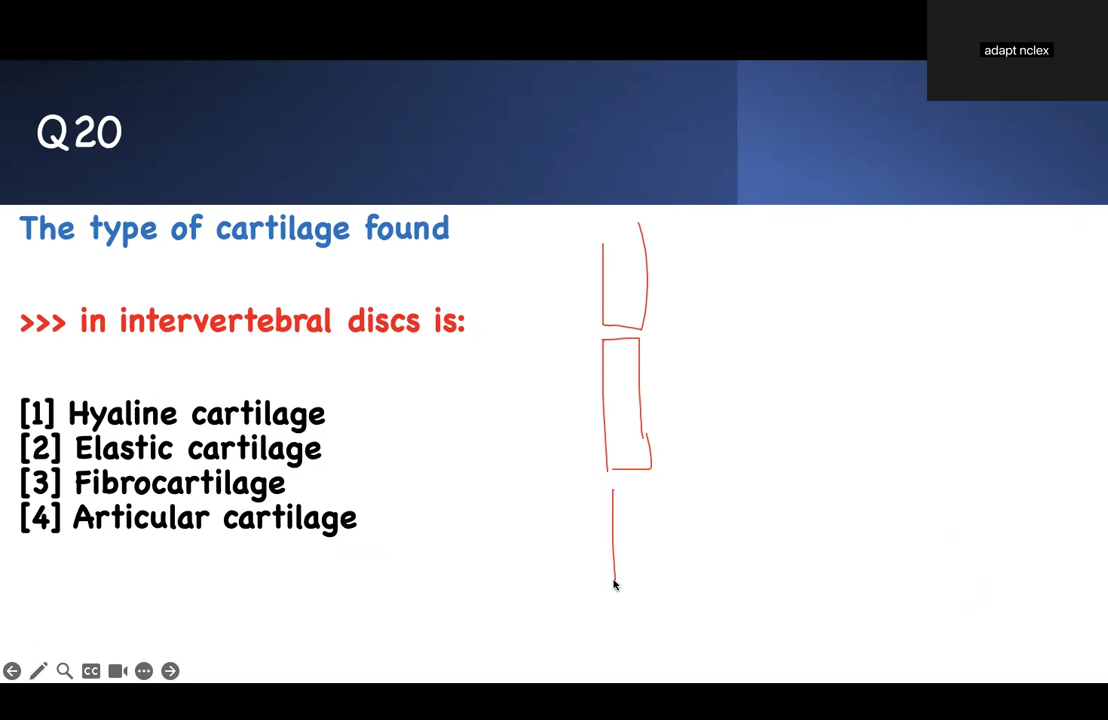 adapt nclex
Q20
The type of cartilage found
>>> in intervertebral discs is:
[1] Hyaline cartilage
[2] Elastic cartilage
[3] Fibrocartilage
[4] Articular cartilage
CC